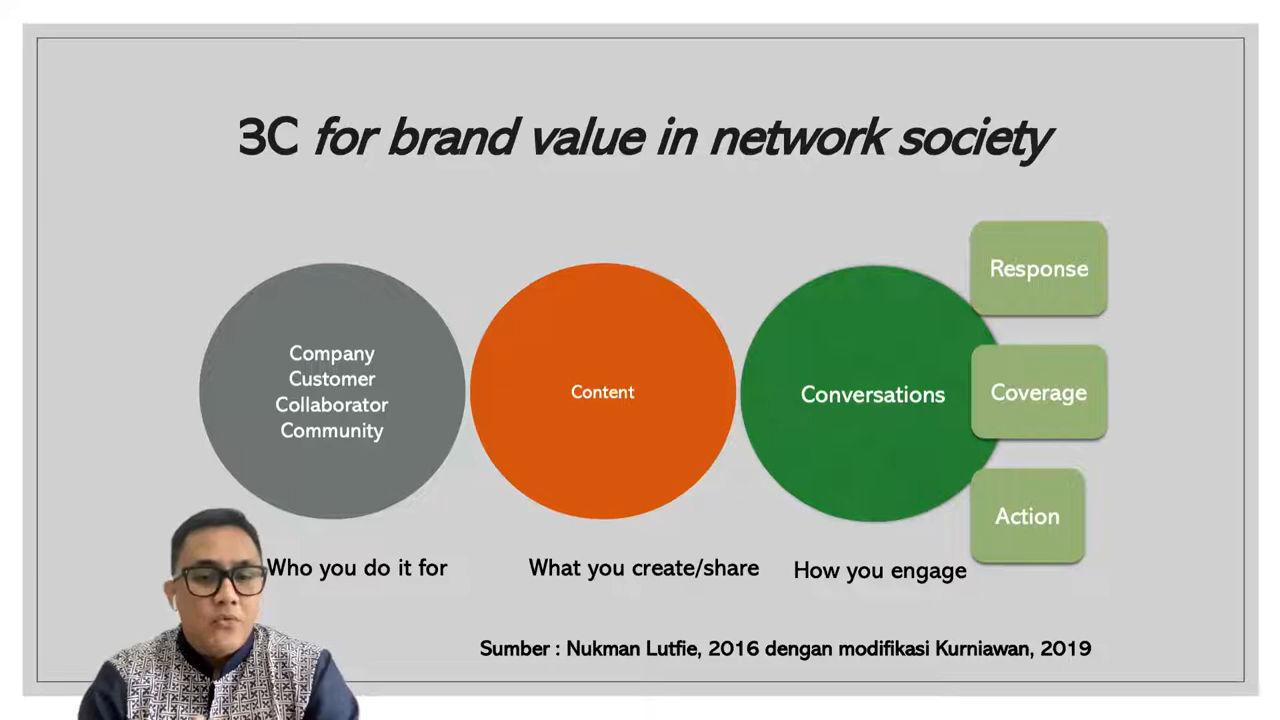 3C for brand value in network society
Company
Customer
Collaborator
Community
Content
Conversations
Response
Coverage
Action
Who you do it for
What you create/share
How you engage
Sumber : Nukman Lutfie, 2016 dengan modifikasi Kurniawan, 2019